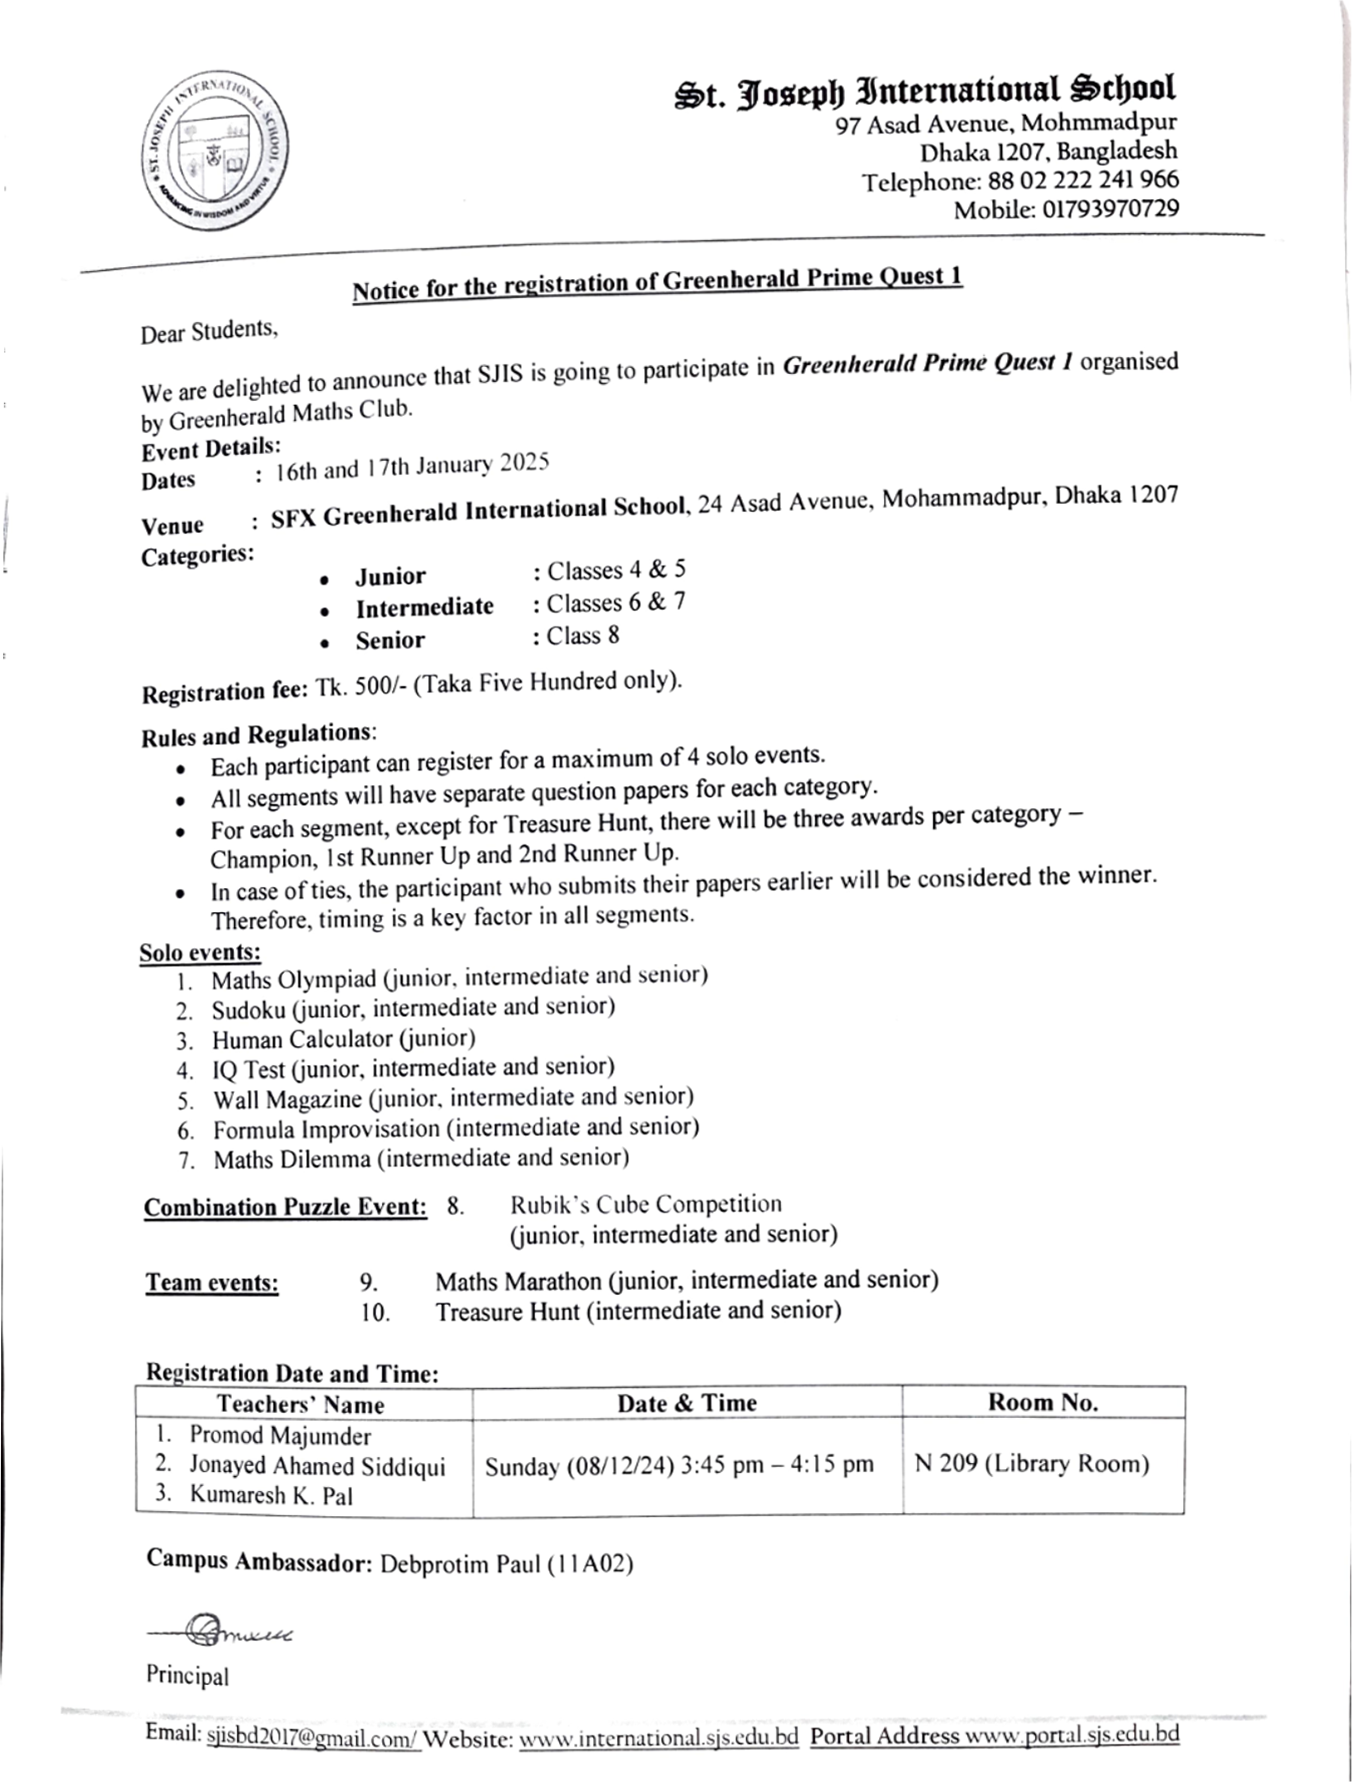 ST. JOSEPH INTERNATIONAL SCHOOL
ADVANCING IN WISDOM AND VIRTUE
St. Joseph International School
97 Asad Avenue, Mohmmadpur
Dhaka 1207, Bangladesh
Telephone: 88 02 222 241 966
Mobile: 01793970729
Notice for the registration of Greenherald Prime Quest 1
Dear Students,
We are delighted to announce that SJIS is going to participate in Greenherald Prime Quest 1 organised
by Greenherald Maths Club.
Event Details:
Dates : 16th and 17th January 2025
Venue : SFX Greenherald International School, 24 Asad Avenue, Mohammadpur, Dhaka 1207
Categories:
• Junior : Classes 4 & 5
• Intermediate : Classes 6 & 7
• Senior : Class 8
Registration fee: Tk. 500/- (Taka Five Hundred only).
Rules and Regulations:
• Each participant can register for a maximum of 4 solo events.
• All segments will have separate question papers for each category.
• For each segment, except for Treasure Hunt, there will be three awards per category –
Champion, 1st Runner Up and 2nd Runner Up.
• In case of ties, the participant who submits their papers earlier will be considered the winner.
Therefore, timing is a key factor in all segments.
Solo events:
1. Maths Olympiad (junior, intermediate and senior)
2. Sudoku (junior, intermediate and senior)
3. Human Calculator (junior)
4. IQ Test (junior, intermediate and senior)
5. Wall Magazine (junior, intermediate and senior)
6. Formula Improvisation (intermediate and senior)
7. Maths Dilemma (intermediate and senior)
Combination Puzzle Event: 8. Rubik's Cube Competition
(junior, intermediate and senior)
Team events: 9. Maths Marathon (junior, intermediate and senior)
10. Treasure Hunt (intermediate and senior)
Registration Date and Time:
Teachers' Name Date & Time Room No.
1. Promod Majumder
2. Jonayed Ahamed Siddiqui Sunday (08/12/24) 3:45 pm – 4:15 pm N 209 (Library Room)
3. Kumaresh K. Pal
Campus Ambassador: Debprotim Paul (11A02)
Principal
Email: sjisbd2017@gmail.com/ Website: www.international.sjs.edu.bd Portal Address www.portal.sjs.edu.bd